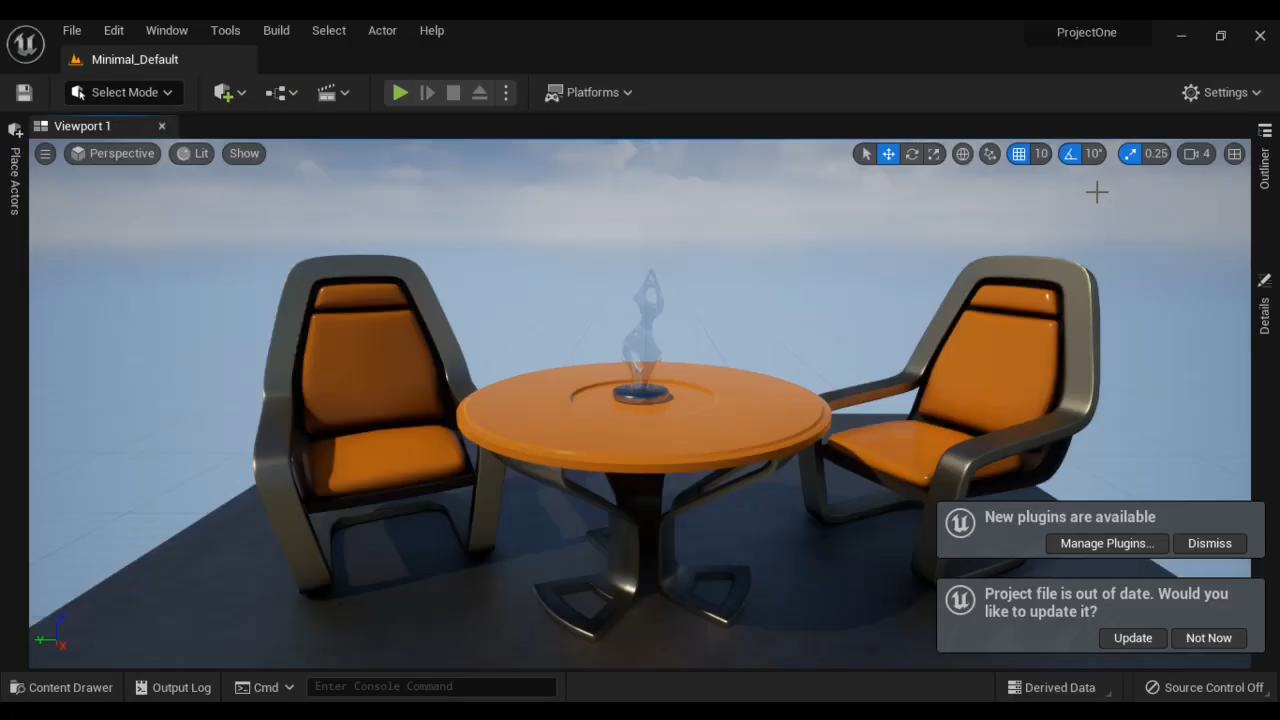 File Edit Window Tools Build Select Actor Help
ProjectOne
Minimal_Default
Select Mode
Platforms
Settings
Viewport 1
Place Actors
Perspective
Lit
Show
10
10°
0.25
4
Outliner
Details
New plugins are available
Manage Plugins...
Dismiss
Project file is out of date. Would you
like to update it?
Update
Not Now
Y
X
Content Drawer
Output Log
Cmd
Enter Console Command
Derived Data
Source Control Off